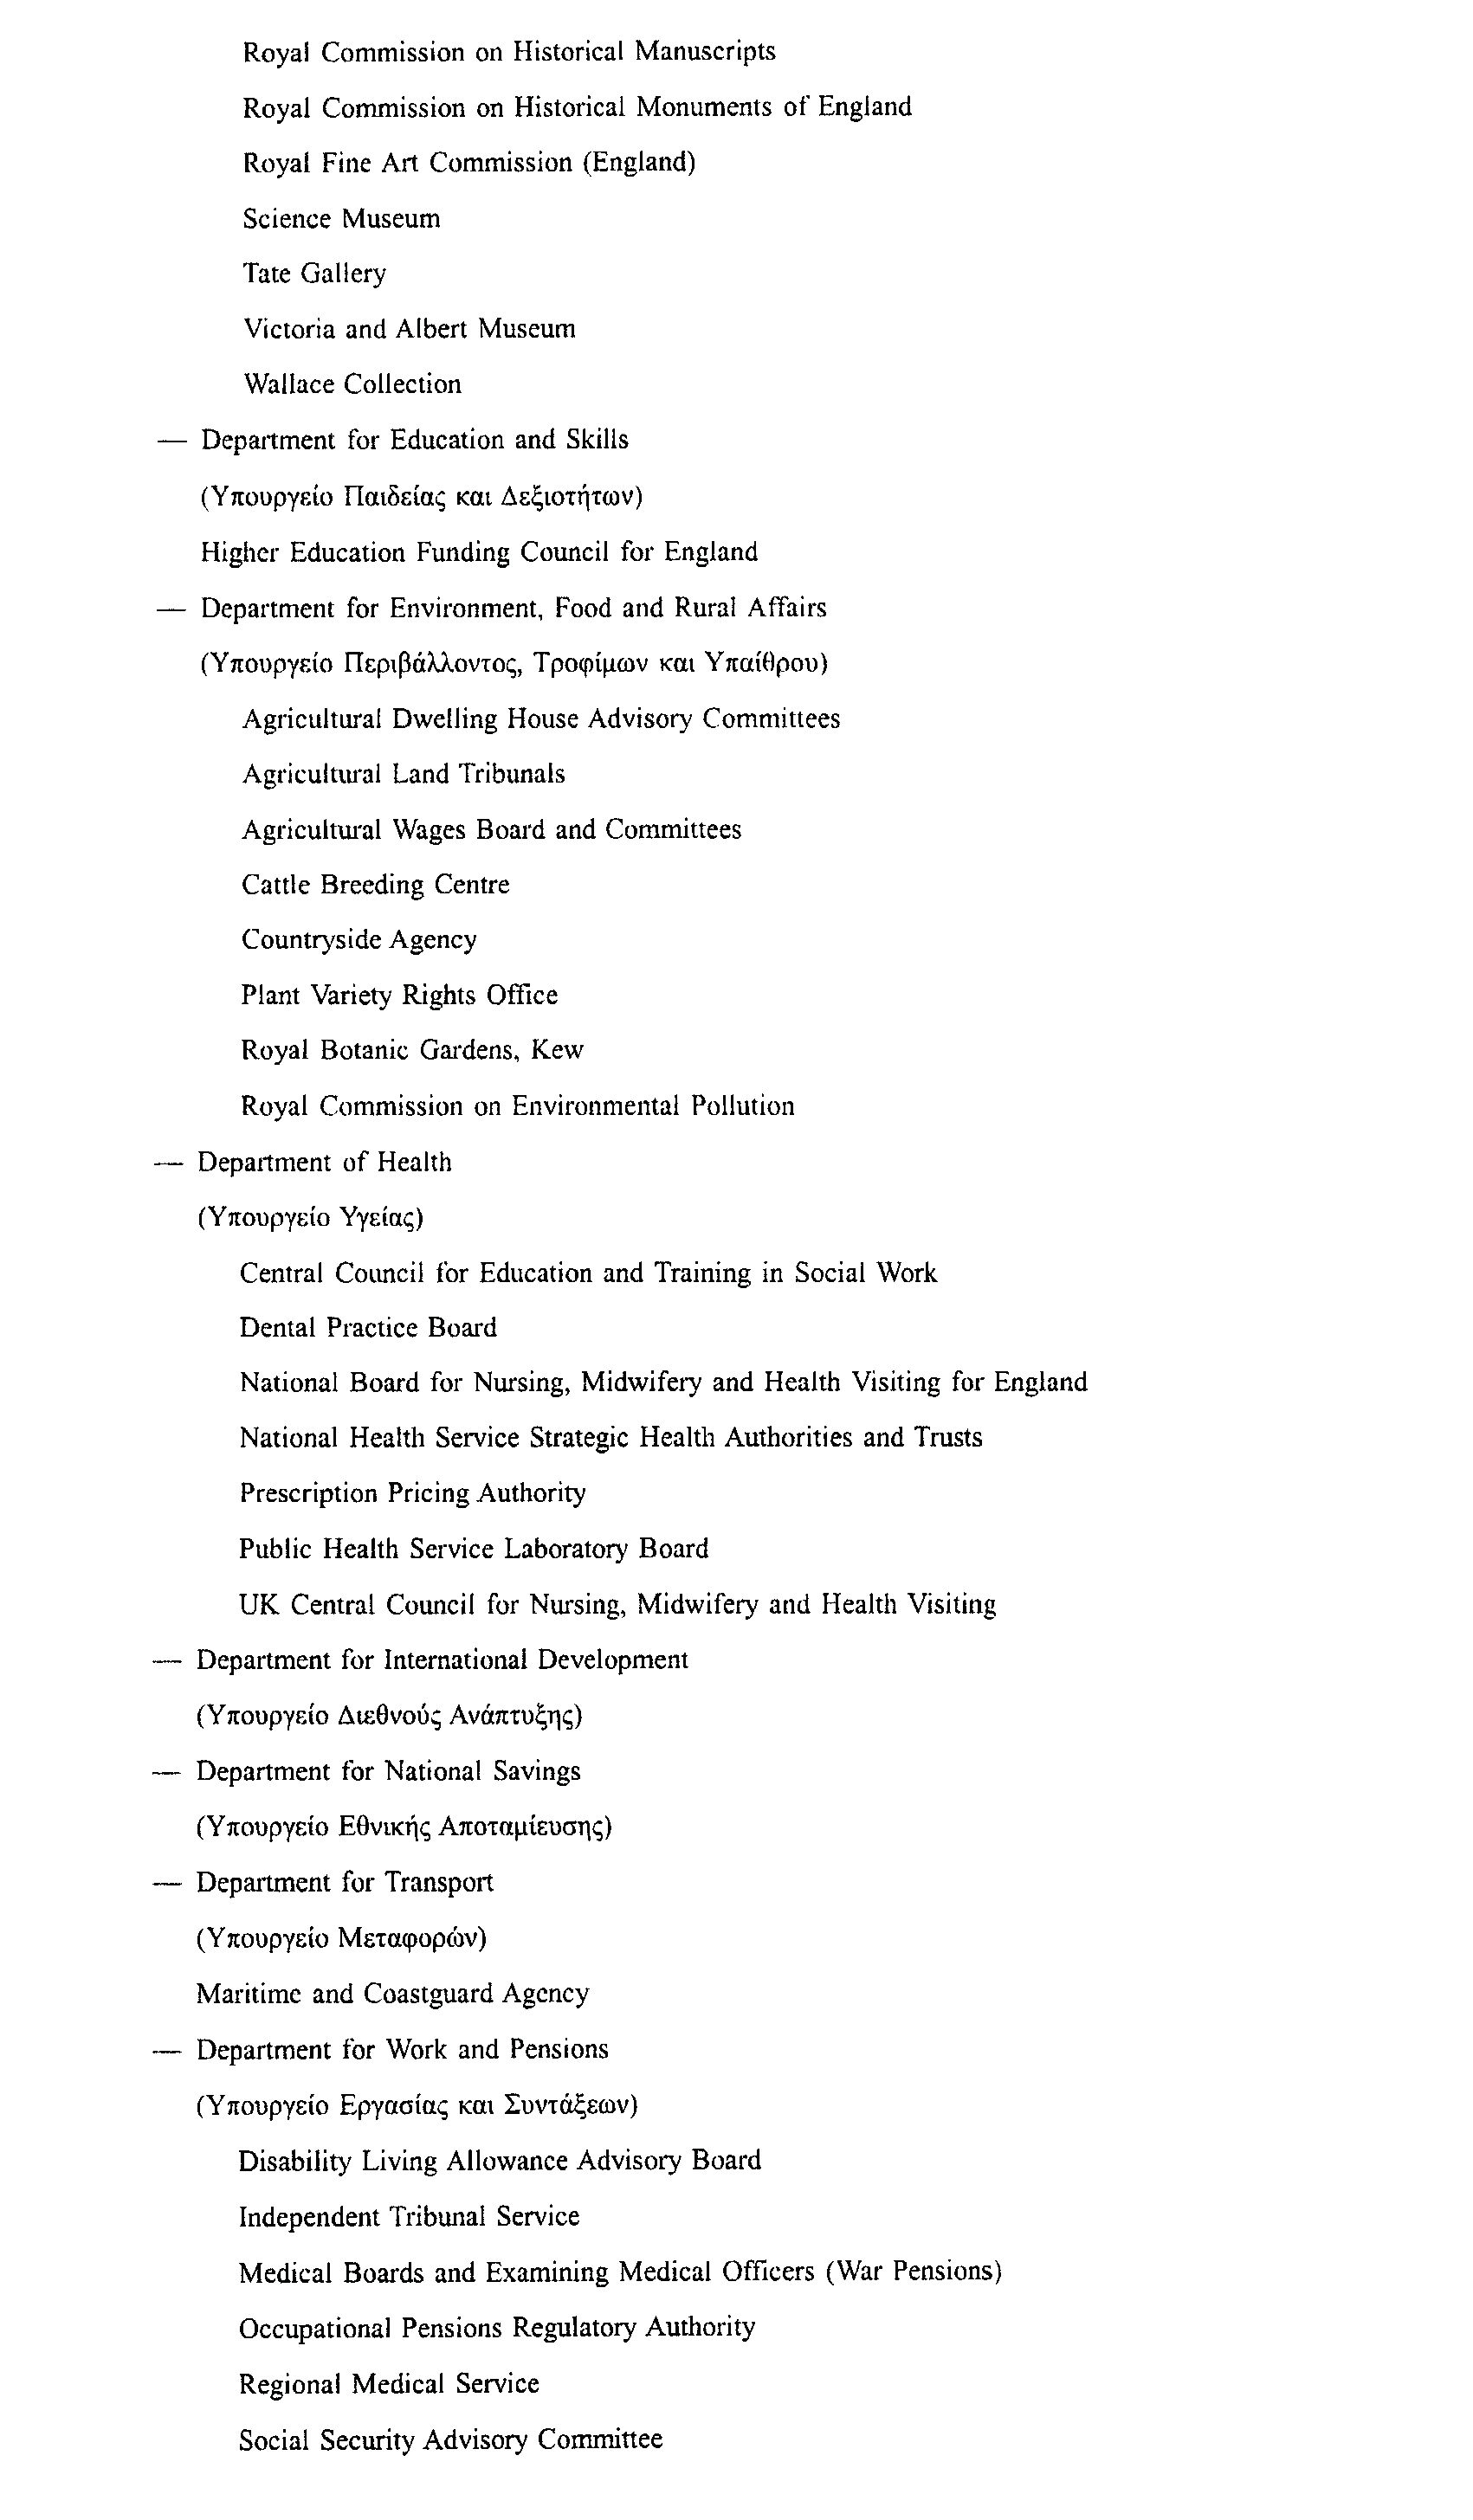 Royal Commission on Historical Manuscripts
Royal Commission on Historical Monuments of England
Royal Fine Art Commission (England)
Science Museum
Tate Gallery
Victoria and Albert Museum
Wallace Collection
— Department for Education and Skills
(Υπουργείο Παιδείας και Δεξιοτήτων)
Higher Education Funding Council for England
— Department for Environment, Food and Rural Affairs
(Υπουργείο Περιβάλλοντος, Τροφίμων και Υπαίθρου)
Agricultural Dwelling House Advisory Committees
Agricultural Land Tribunals
Agricultural Wages Board and Committees
Cattle Breeding Centre
Countryside Agency
Plant Variety Rights Office
Royal Botanic Gardens, Kew
Royal Commission on Environmental Pollution
— Department of Health
(Υπουργείο Υγείας)
Central Council for Education and Training in Social Work
Dental Practice Board
National Board for Nursing, Midwifery and Health Visiting for England
National Health Service Strategic Health Authorities and Trusts
Prescription Pricing Authority
Public Health Service Laboratory Board
UK Central Council for Nursing, Midwifery and Health Visiting
— Department for International Development
(Υπουργείο Διεθνούς Ανάπτυξης)
— Department for National Savings
(Υπουργείο Εθνικής Αποταμίευσης)
— Department for Transport
(Υπουργείο Μεταφορών)
Maritime and Coastguard Agency
— Department for Work and Pensions
(Υπουργείο Εργασίας και Συντάξεων)
Disability Living Allowance Advisory Board
Independent Tribunal Service
Medical Boards and Examining Medical Officers (War Pensions)
Occupational Pensions Regulatory Authority
Regional Medical Service
Social Security Advisory Committee